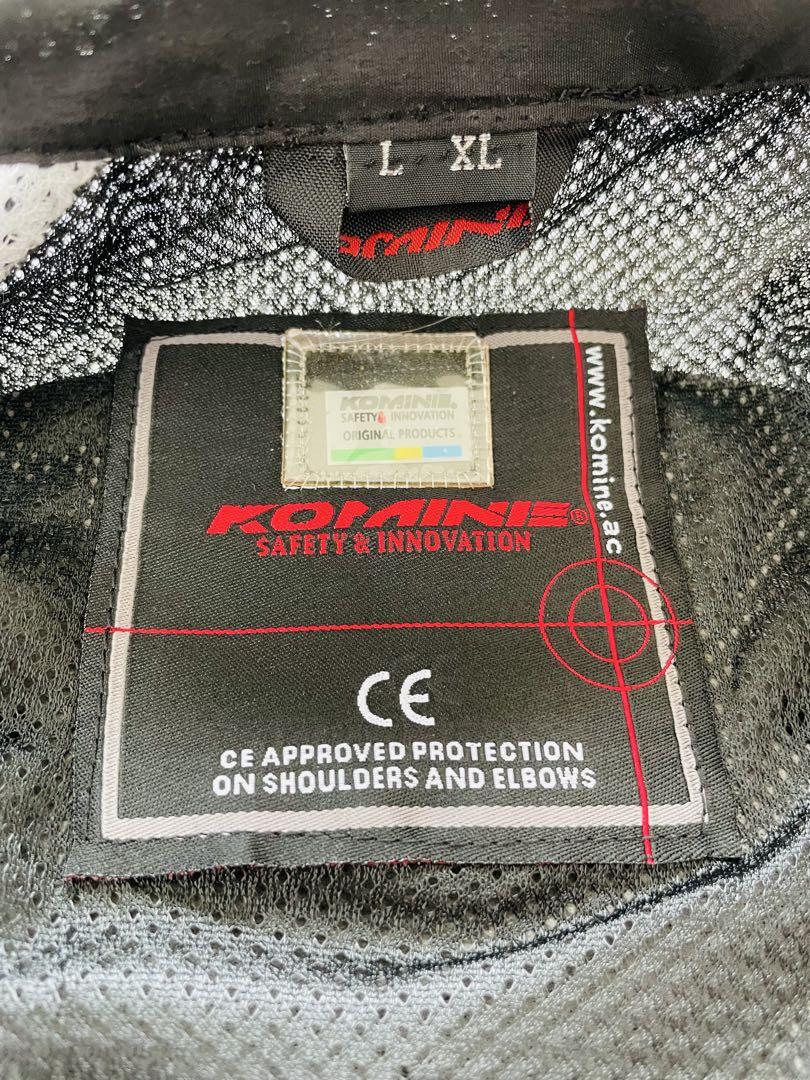 L XL
KOMINE
KOMINE®
SAFETY & INNOVATION
ORIGINAL PRODUCTS
www.komine.ac
KOMINE®
SAFETY & INNOVATION
CE
CE APPROVED PROTECTION
ON SHOULDERS AND ELBOWS